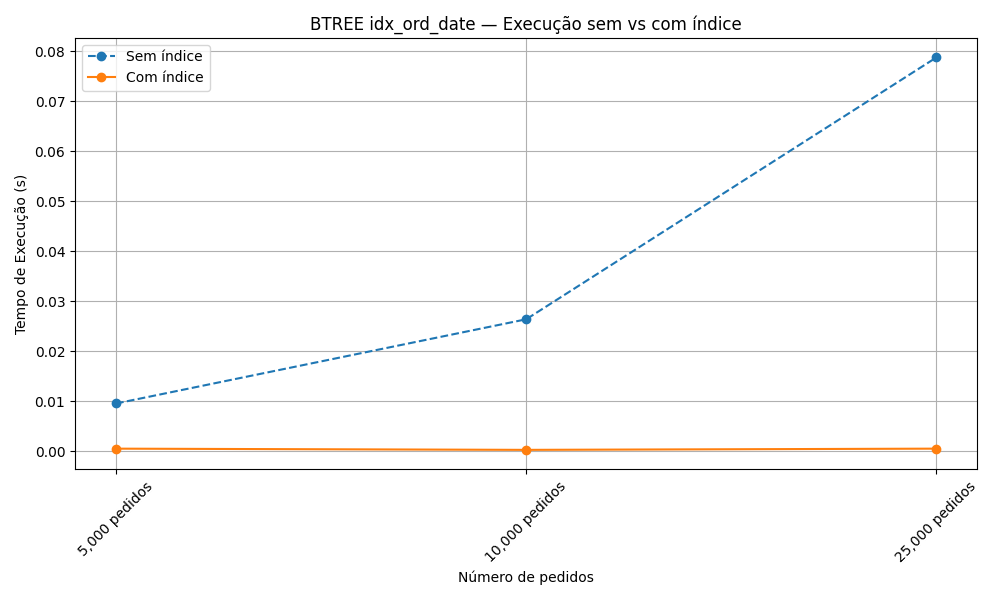 BTREE idx_ord_date — Execução sem vs com índice
Sem índice
Com índice
Tempo de Execução (s)
0.08
0.07
0.06
0.05
0.04
0.03
0.02
0.01
0.00
5,000 pedidos
10,000 pedidos
25,000 pedidos
Número de pedidos